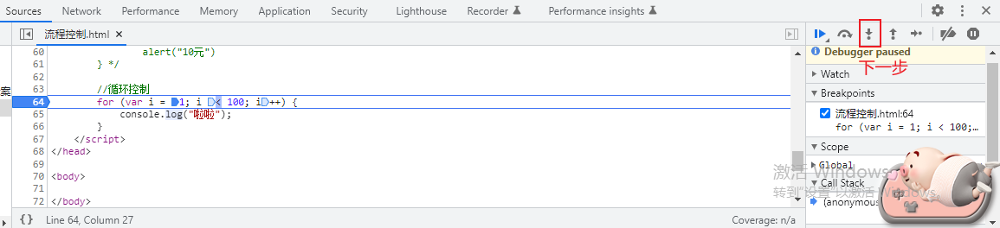 Sources Network Performance Memory Application Security Lighthouse Recorder Performance insights
流程控制.html
Debugger paused
下一步
60 alert("10元")
61 } */
62
63 //循环控制
64 for (var i = 1; i < 100; i++) {
65 console.log("啦啦");
66 }
67 </script>
68 </head>
69
70 <body>
71
72 </body>
案
Watch
Breakpoints
流程控制.html:64
for (var i = 1; i < 100;…
Scope
Global
Call Stack
(anonymous
激活 Windows
转到"设置"以激活 Windows。
中
{} Line 64, Column 27 Coverage: n/a